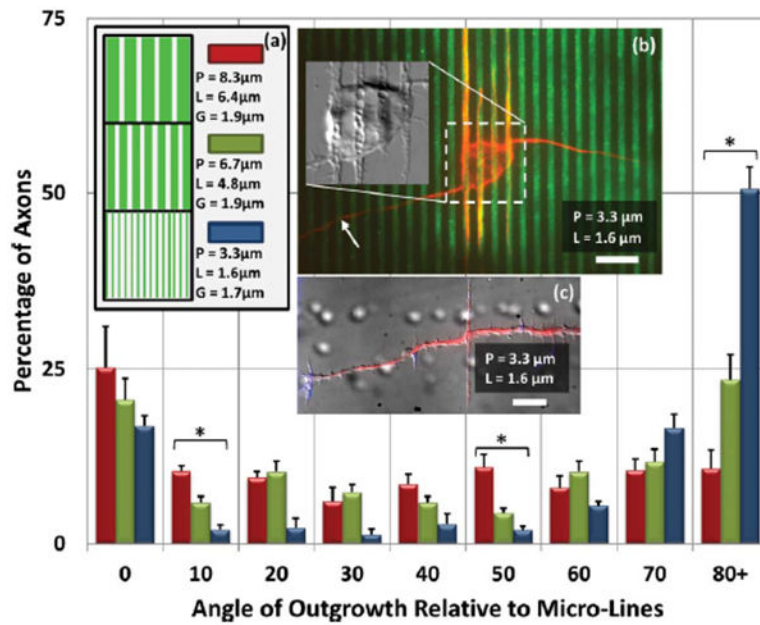 75
(a)
P = 8.3µm
L = 6.4µm
G = 1.9µm
P = 6.7µm
L = 4.8µm
G = 1.9µm
P = 3.3µm
L = 1.6µm
G = 1.7µm
(b)
P = 3.3 µm
L = 1.6 µm
(c)
P = 3.3 µm
L = 1.6 µm
*
50
25
*
*
0
Percentage of Axons
0 10 20 30 40 50 60 70 80+
Angle of Outgrowth Relative to Micro-Lines